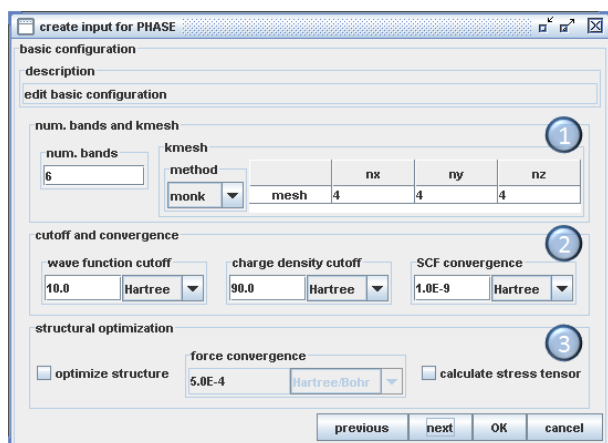 create input for PHASE
basic configuration
description
edit basic configuration
num. bands and kmesh
1
num. bands
6
kmesh
method
monk
nx ny nz
mesh 4 4 4
cutoff and convergence
2
wave function cutoff
10.0 Hartree
charge density cutoff
90.0 Hartree
SCF convergence
1.0E-9 Hartree
structural optimization
3
optimize structure
force convergence
5.0E-4 Hartree/Bohr
calculate stress tensor
previous next OK cancel